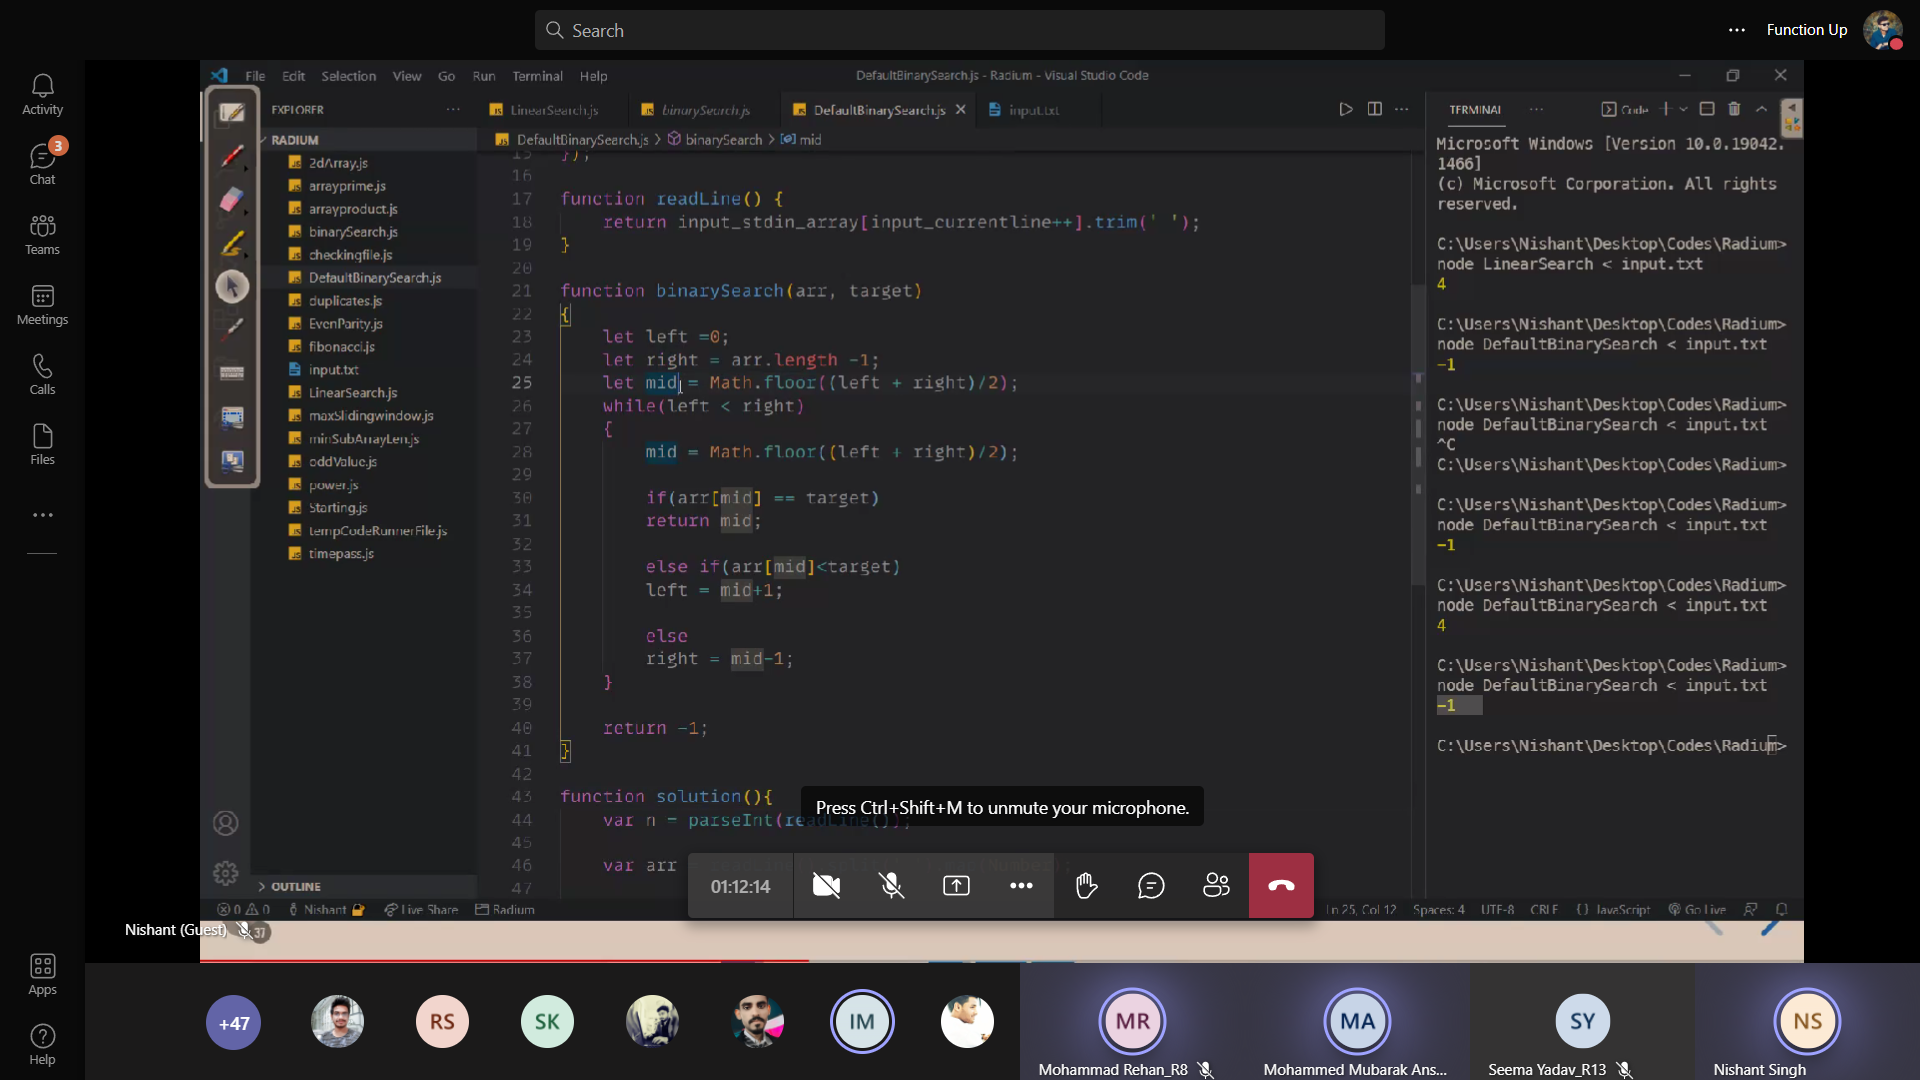 Search
Function Up
Activity
Chat
3
Teams
Meetings
Calls
Files
Apps
Help
File Edit Selection View Go Run Terminal Help
DefaultBinarySearch.js - Radium - Visual Studio Code
EXPLORER
RADIUM
2dArray.js
arrayprime.js
arrayproduct.js
binarySearch.js
checkingfile.js
DefaultBinarySearch.js
duplicates.js
EvenParity.js
fibonacci.js
input.txt
LinearSearch.js
maxSlidingwindow.js
minSubArrayLen.js
oddValue.js
power.js
Starting.js
tempCodeRunnerFile.js
timepass.js
OUTLINE
LinearSearch.js
binarySearch.js
DefaultBinarySearch.js
input.txt
DefaultBinarySearch.js > binarySearch > mid
15 });
16
17 function readLine() {
18 return input_stdin_array[input_currentline++].trim(' ');
19 }
20
21 function binarySearch(arr, target)
22 {
23 let left =0;
24 let right = arr.length -1;
25 let mid = Math.floor((left + right)/2);
26 while(left < right)
27 {
28 mid = Math.floor((left + right)/2);
29
30 if(arr[mid] == target)
31 return mid;
32
33 else if(arr[mid]<target)
34 left = mid+1;
35
36 else
37 right = mid-1;
38 }
39
40 return -1;
41 }
42
43 function solution(){
44 var n = parseInt(readLine());
45
46 var arr
47
TERMINAL
Code
Microsoft Windows [Version 10.0.19042.
1466]
(c) Microsoft Corporation. All rights
reserved.
C:\Users\Nishant\Desktop\Codes\Radium>
node LinearSearch < input.txt
4
C:\Users\Nishant\Desktop\Codes\Radium>
node DefaultBinarySearch < input.txt
-1
C:\Users\Nishant\Desktop\Codes\Radium>
node DefaultBinarySearch < input.txt
^C
C:\Users\Nishant\Desktop\Codes\Radium>
C:\Users\Nishant\Desktop\Codes\Radium>
node DefaultBinarySearch < input.txt
-1
C:\Users\Nishant\Desktop\Codes\Radium>
node DefaultBinarySearch < input.txt
4
C:\Users\Nishant\Desktop\Codes\Radium>
node DefaultBinarySearch < input.txt
-1
C:\Users\Nishant\Desktop\Codes\Radium>
Press Ctrl+Shift+M to unmute your microphone.
01:12:14
0 0 Nishant Live Share Radium
Ln 25, Col 12 Spaces: 4 UTF-8 CRLF {} JavaScript Go Live
Nishant (Guest)
37
+47
RS
SK
IM
MR
MA
SY
NS
Mohammad Rehan_R8
Mohammed Mubarak Ans...
Seema Yadav_R13
Nishant Singh